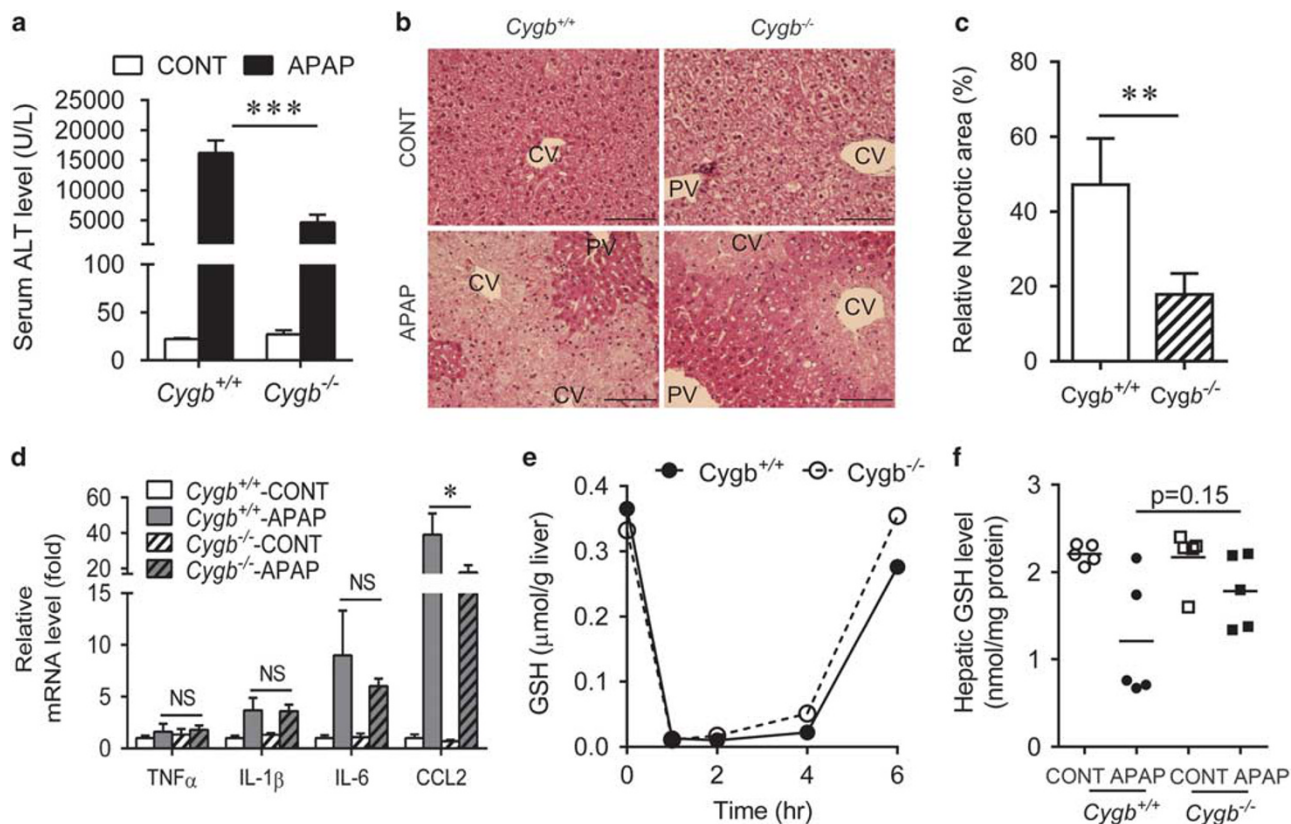 a
CONT APAP
Serum ALT level (U/L)
25000
20000
15000
10000
5000
100
50
0
***
Cygb+/+ Cygb-/-
b
Cygb+/+ Cygb-/-
CONT
CV
PV
CV
APAP
CV
PV
CV
CV
CV
PV
c
Relative Necrotic area (%)
80
60
40
20
0
**
Cygb+/+ Cygb-/-
d
Cygb+/+-CONT
Cygb+/+-APAP
Cygb-/--CONT
Cygb-/--APAP
Relative
mRNA level (fold)
60
40
20
15
10
5
0
NS
NS
NS
*
TNFα IL-1β IL-6 CCL2
e
Cygb+/+ Cygb-/-
GSH (μmol/g liver)
0.4
0.3
0.2
0.1
0.0
0 2 4 6
Time (hr)
f
Hepatic GSH level
(nmol/mg protein)
3
2
1
0
p=0.15
CONT APAP CONT APAP
Cygb+/+ Cygb-/-